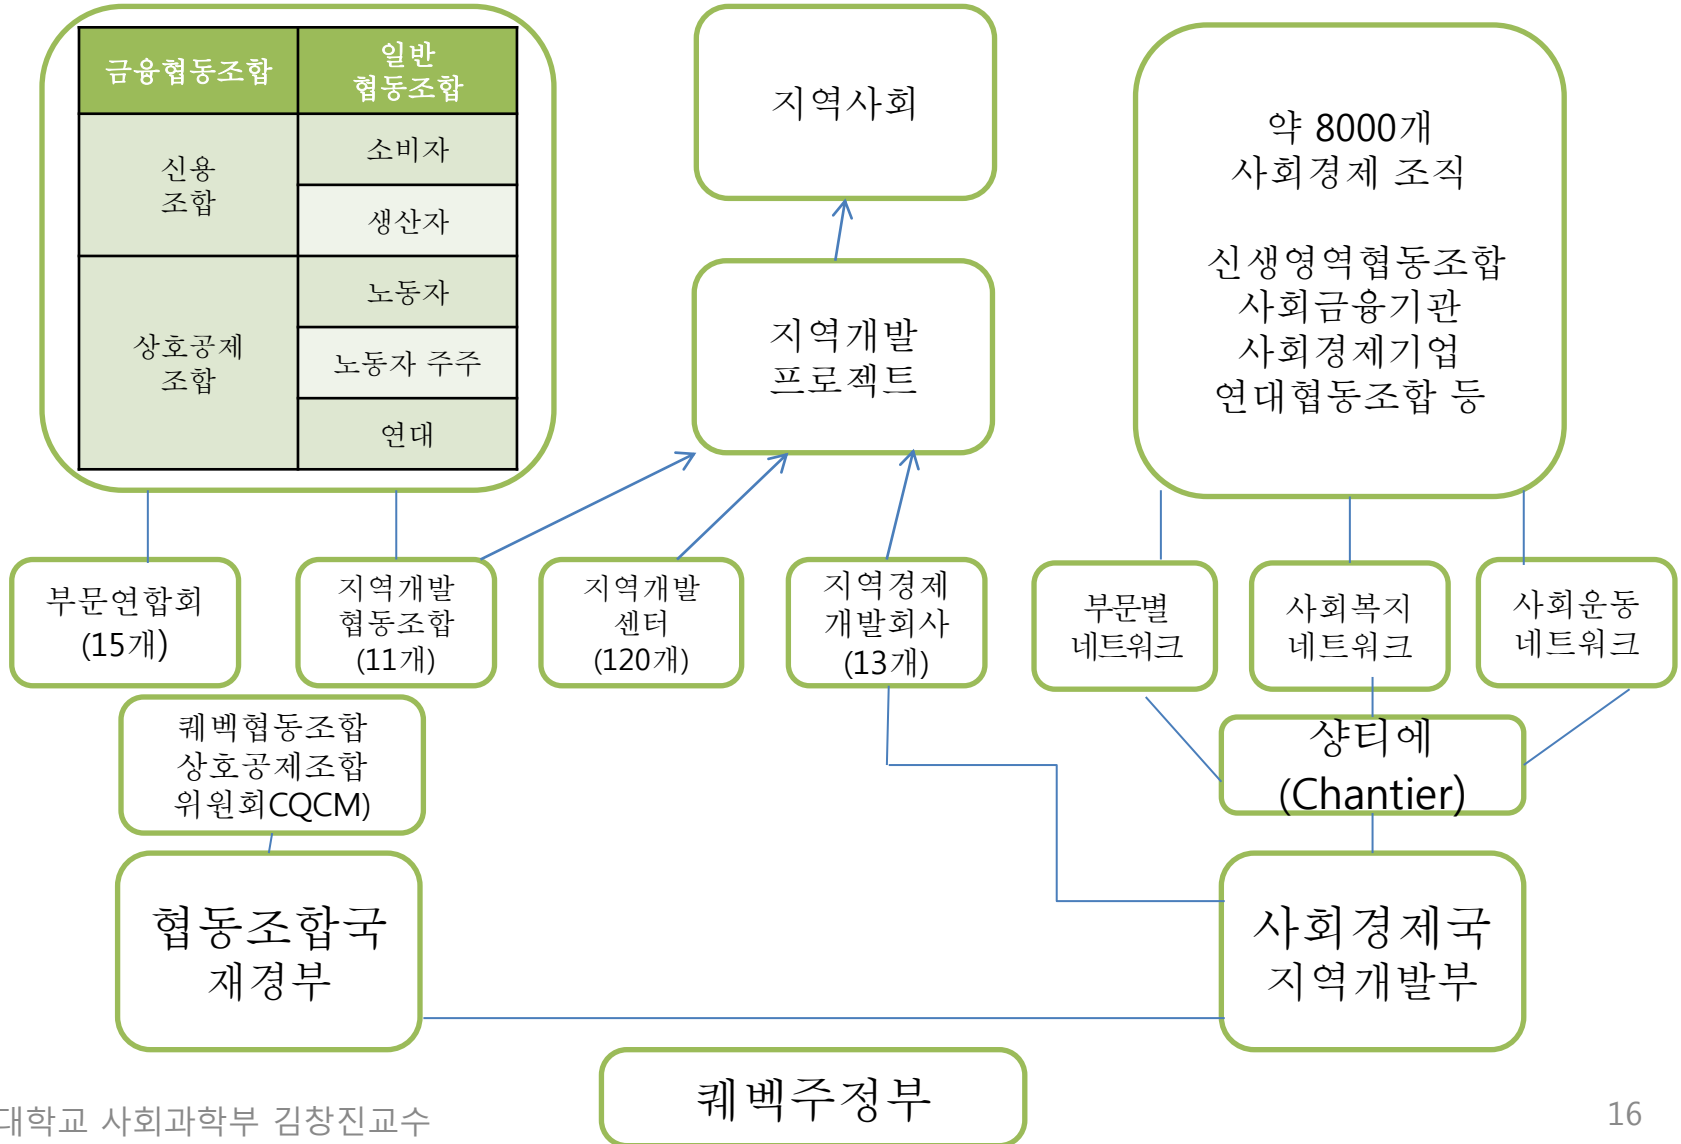 금융협동조합
일반
협동조합
신용
조합
소비자
생산자
상호공제
조합
노동자
노동자 주주
연대
지역사회
지역개발
프로젝트
약 8000개
사회경제 조직
신생영역협동조합
사회금융기관
사회경제기업
연대협동조합 등
부문연합회
(15개)
지역개발
협동조합
(11개)
지역개발
센터
(120개)
지역경제
개발회사
(13개)
부문별
네트워크
사회복지
네트워크
사회운동
네트워크
퀘벡협동조합
상호공제조합
위원회CQCM)
샹티에
(Chantier)
협동조합국
재경부
사회경제국
지역개발부
퀘벡주정부
대학교 사회과학부 김창진교수
16